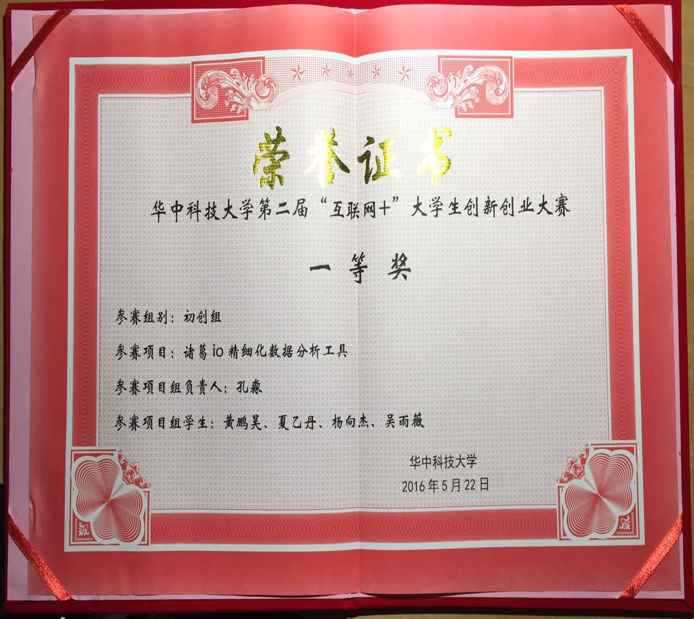 荣誉证书
华中科技大学第二届“互联网+”大学生创新创业大赛
一等奖
参赛组别：初创组
参赛项目：诸葛io精细化数据分析工具
参赛项目组负责人：孔淼
参赛项目组学生：黄鹏昊、夏乙丹、杨向杰、吴雨薇
华中科技大学
2016年5月22日